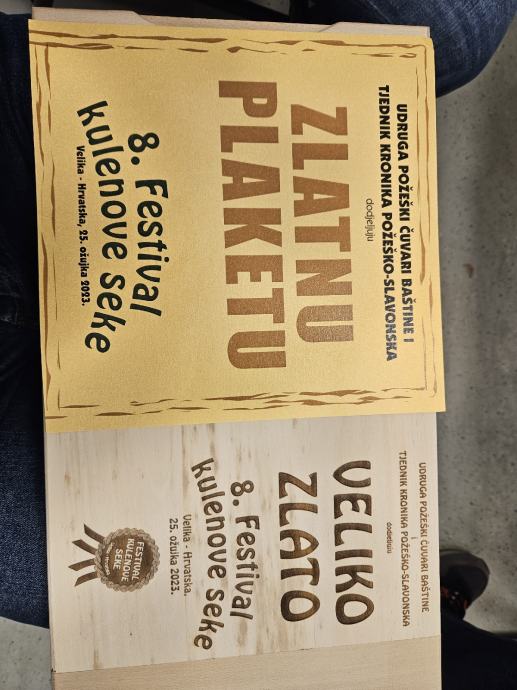 UDRUGA POŽEŠKI ČUVARI BAŠTINE I
TJEDNIK KRONIKA POŽEŠKO-SLAVONSKA
dodjeljuju
ZLATNU
PLAKETU
8. Festival
kulenove seke
Velika - Hrvatska, 25. ožujka 2023.
UDRUGA POŽEŠKI ČUVARI BAŠTINE
I
TJEDNIK KRONIKA POŽEŠKO-SLAVONSKA
dodjeljuju
VELIKO
ZLATO
8. Festival
kulenove seke
Velika - Hrvatska.
25. ožujka 2023.
FESTIVAL
KULENOVE
SEKE